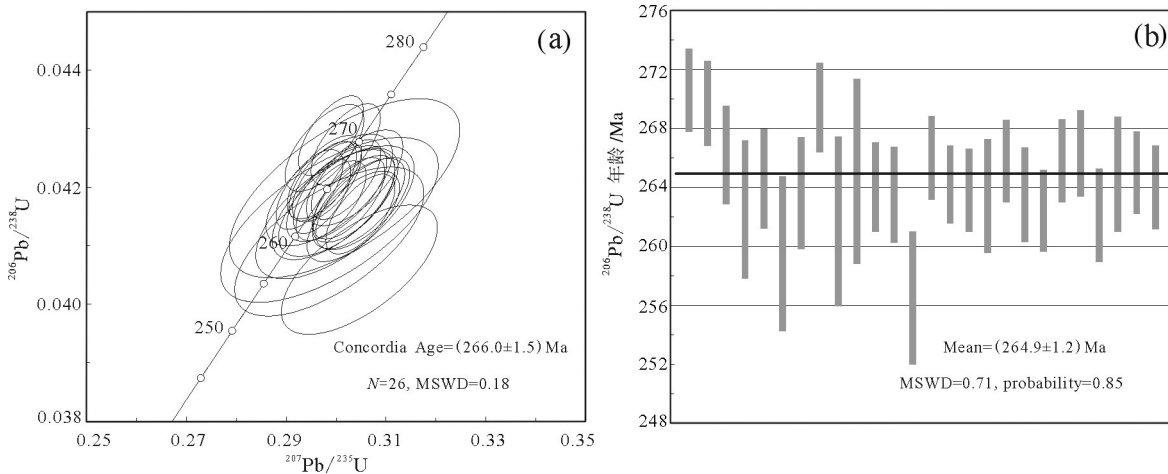 (a)
280
0.044
270
0.042
²⁰⁶Pb/²³⁸U
260
0.040
250
Concordia Age=(266.0±1.5)Ma
N=26, MSWD=0.18
0.038
0.25 0.27 0.29 0.31 0.33 0.35
²⁰⁷Pb/²³⁵U
276
(b)
272
268
264
²⁰⁶Pb/²³⁸U 年龄/Ma
260
256
252
Mean=(264.9±1.2)Ma
MSWD=0.71, probability=0.85
248